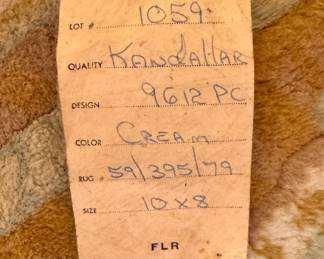 LOT # 1059
QUALITY KANDAHAR
DESIGN 9612 PC
COLOR CREAM
RUG # 59/395/79
SIZE 10 x 8
FLR